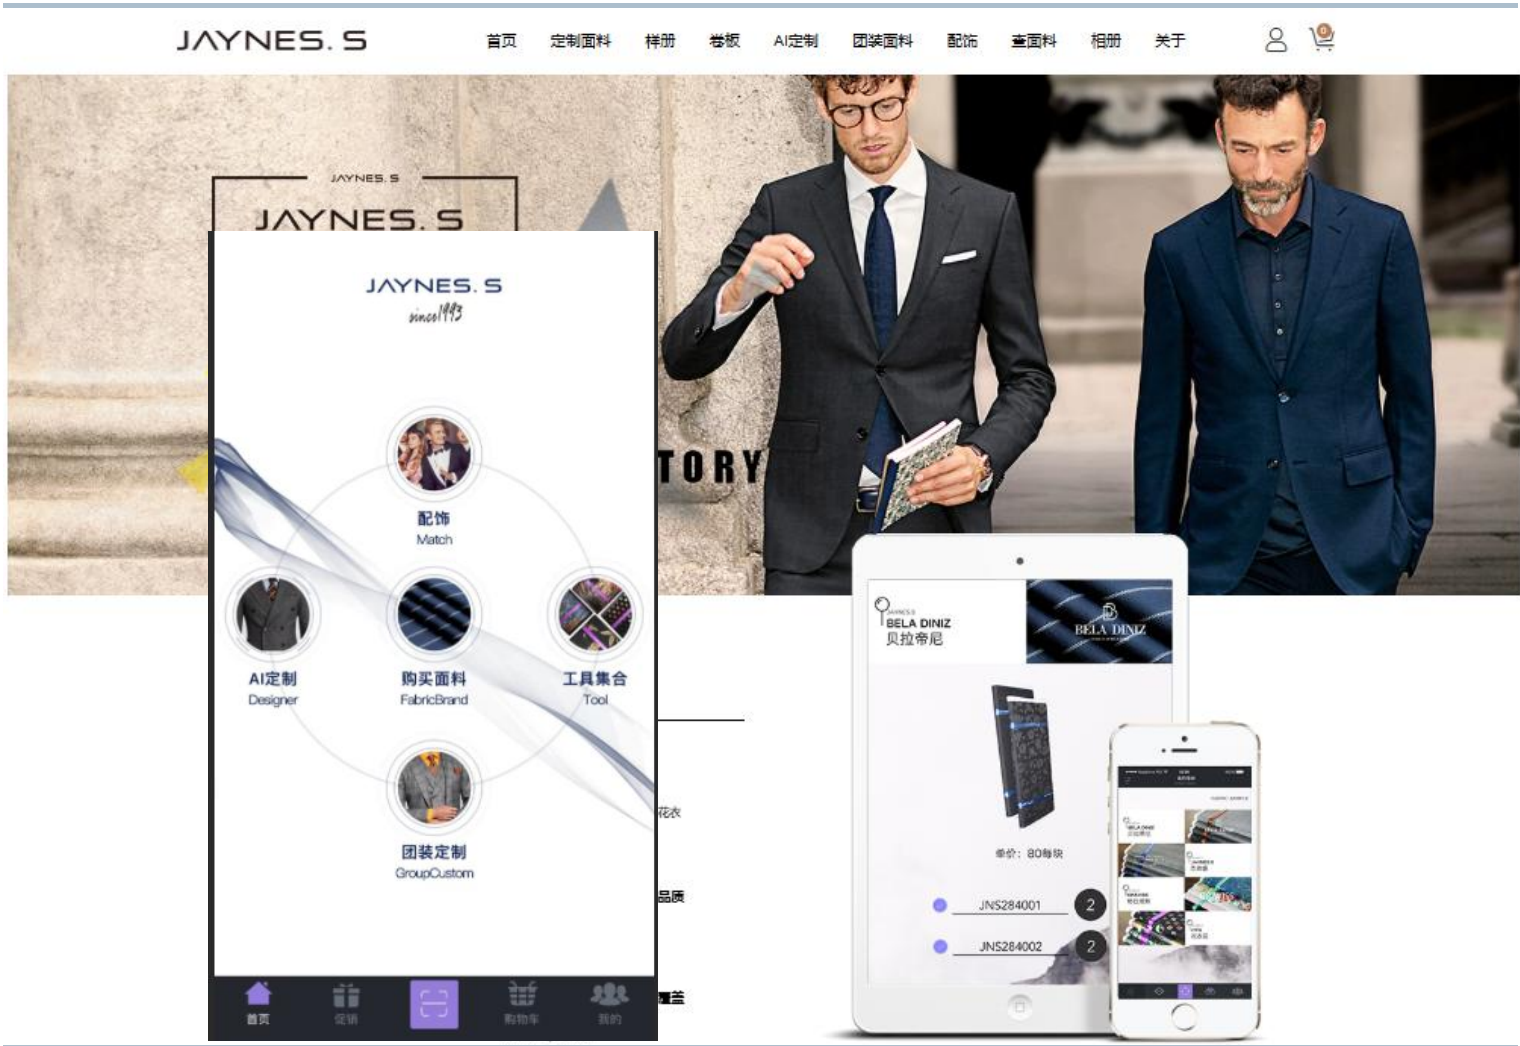 JAYNES. S
首页 定制面料 样册 卷板 AI定制 团装面料 配饰 查面料 相册 关于
0
JAYNES. S
JAYNES. S
TORY
JAYNES. S
since1993
配饰
Match
AI定制
Designer
购买面料
FabricBrand
工具集合
Tool
团装定制
GroupCustom
首页 促销 购物车 我的
花衣
品质
覆盖
JAYNES.S
BELA DINIZ
贝拉帝尼
BELA DINIZ
单价：80每块
JNS284001 2
JNS284002 2